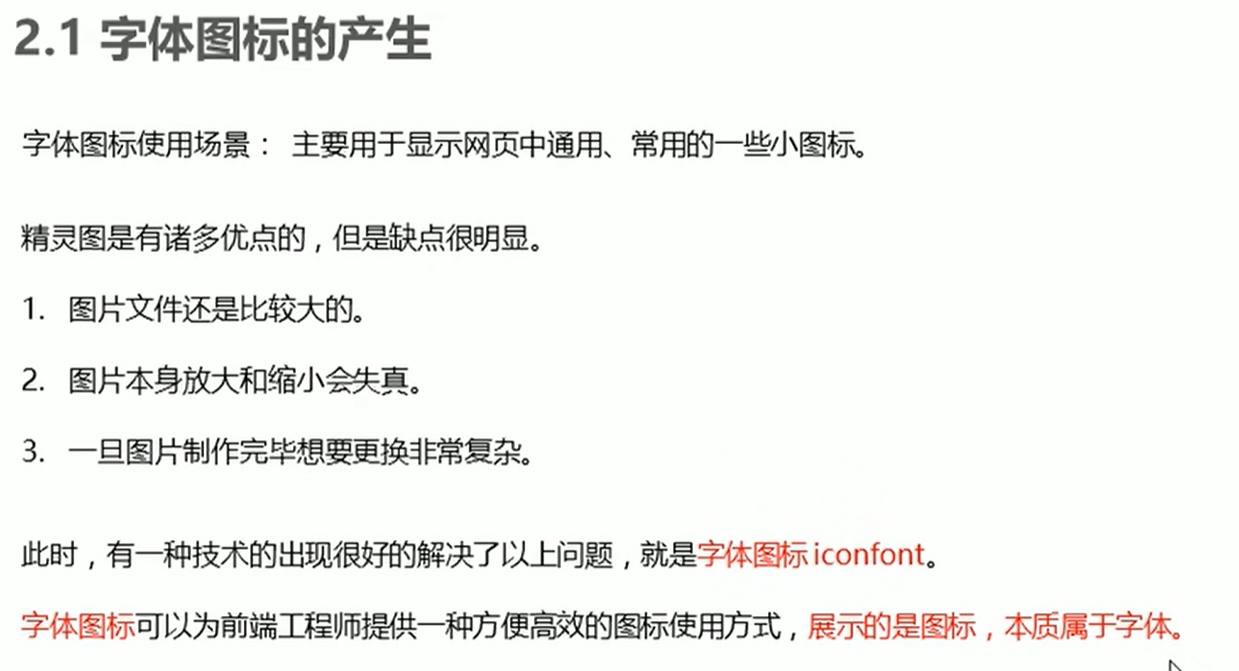 2.1 字体图标的产生
字体图标使用场景： 主要用于显示网页中通用、常用的一些小图标。
精灵图是有诸多优点的，但是缺点很明显。
1. 图片文件还是比较大的。
2. 图片本身放大和缩小会失真。
3. 一旦图片制作完毕想要更换非常复杂。
此时，有一种技术的出现很好的解决了以上问题，就是字体图标 iconfont。
字体图标可以为前端工程师提供一种方便高效的图标使用方式，展示的是图标，本质属于字体。